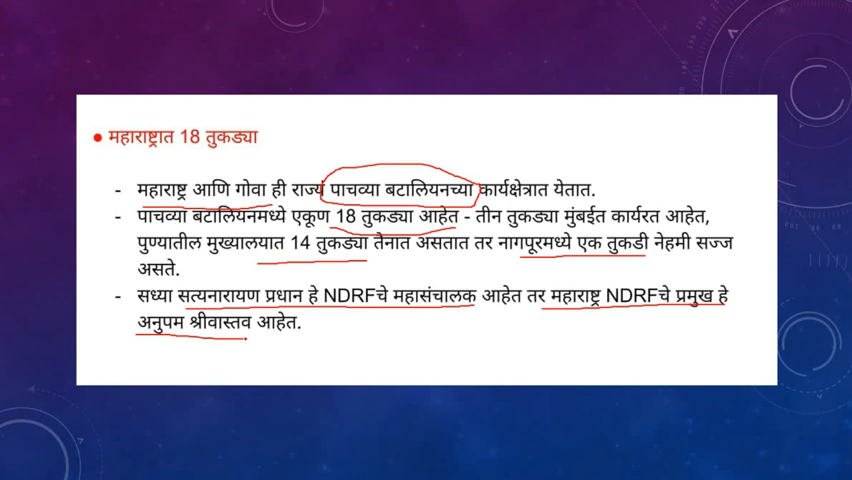 ● महाराष्ट्रात 18 तुकड्या
- महाराष्ट्र आणि गोवा ही राज्यं पाचव्या बटालियनच्या कार्यक्षेत्रात येतात.
- पाचव्या बटालियनमध्ये एकूण 18 तुकड्या आहेत - तीन तुकड्या मुंबईत कार्यरत आहेत,
पुण्यातील मुख्यालयात 14 तुकड्या तैनात असतात तर नागपूरमध्ये एक तुकडी नेहमी सज्ज
असते.
- सध्या सत्यनारायण प्रधान हे NDRFचे महासंचालक आहेत तर महाराष्ट्र NDRFचे प्रमुख हे
अनुपम श्रीवास्तव आहेत.